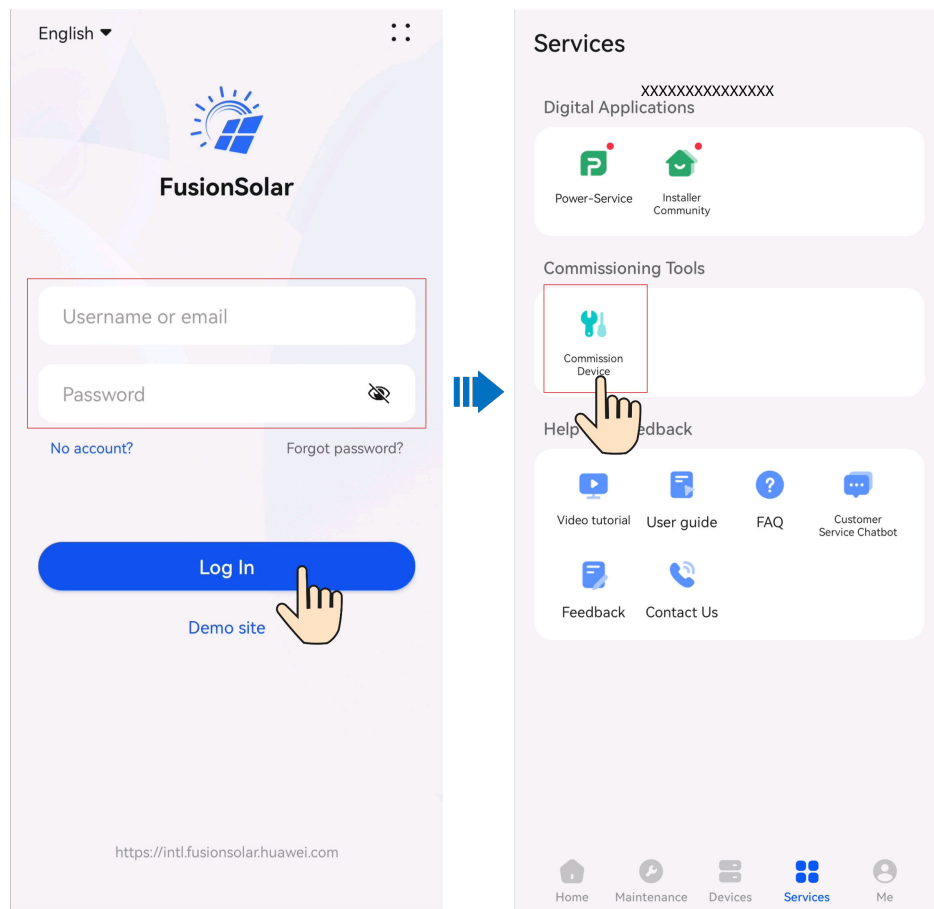 English
FusionSolar
Username or email
Password
No account?
Forgot password?
Log In
Demo site
https://intl.fusionsolar.huawei.com
Services
XXXXXXXXXXXXXXX
Digital Applications
Power-Service
Installer
Community
Commissioning Tools
Commission
Device
Help edback
Video tutorial
User guide
FAQ
Customer
Service Chatbot
Feedback
Contact Us
Home
Maintenance
Devices
Services
Me